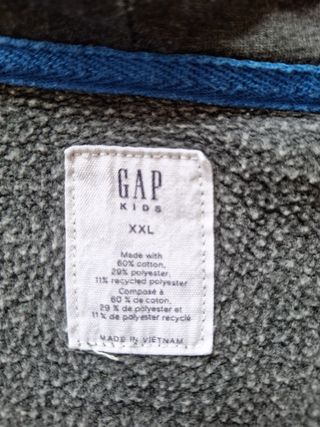 GAP
KIDS
XXL
Made with
60% cotton,
29% polyester,
11% recycled polyester
Composé à
60 % de coton,
29 % de polyester et
11 % de polyester recyclé
MADE IN VIETNAM